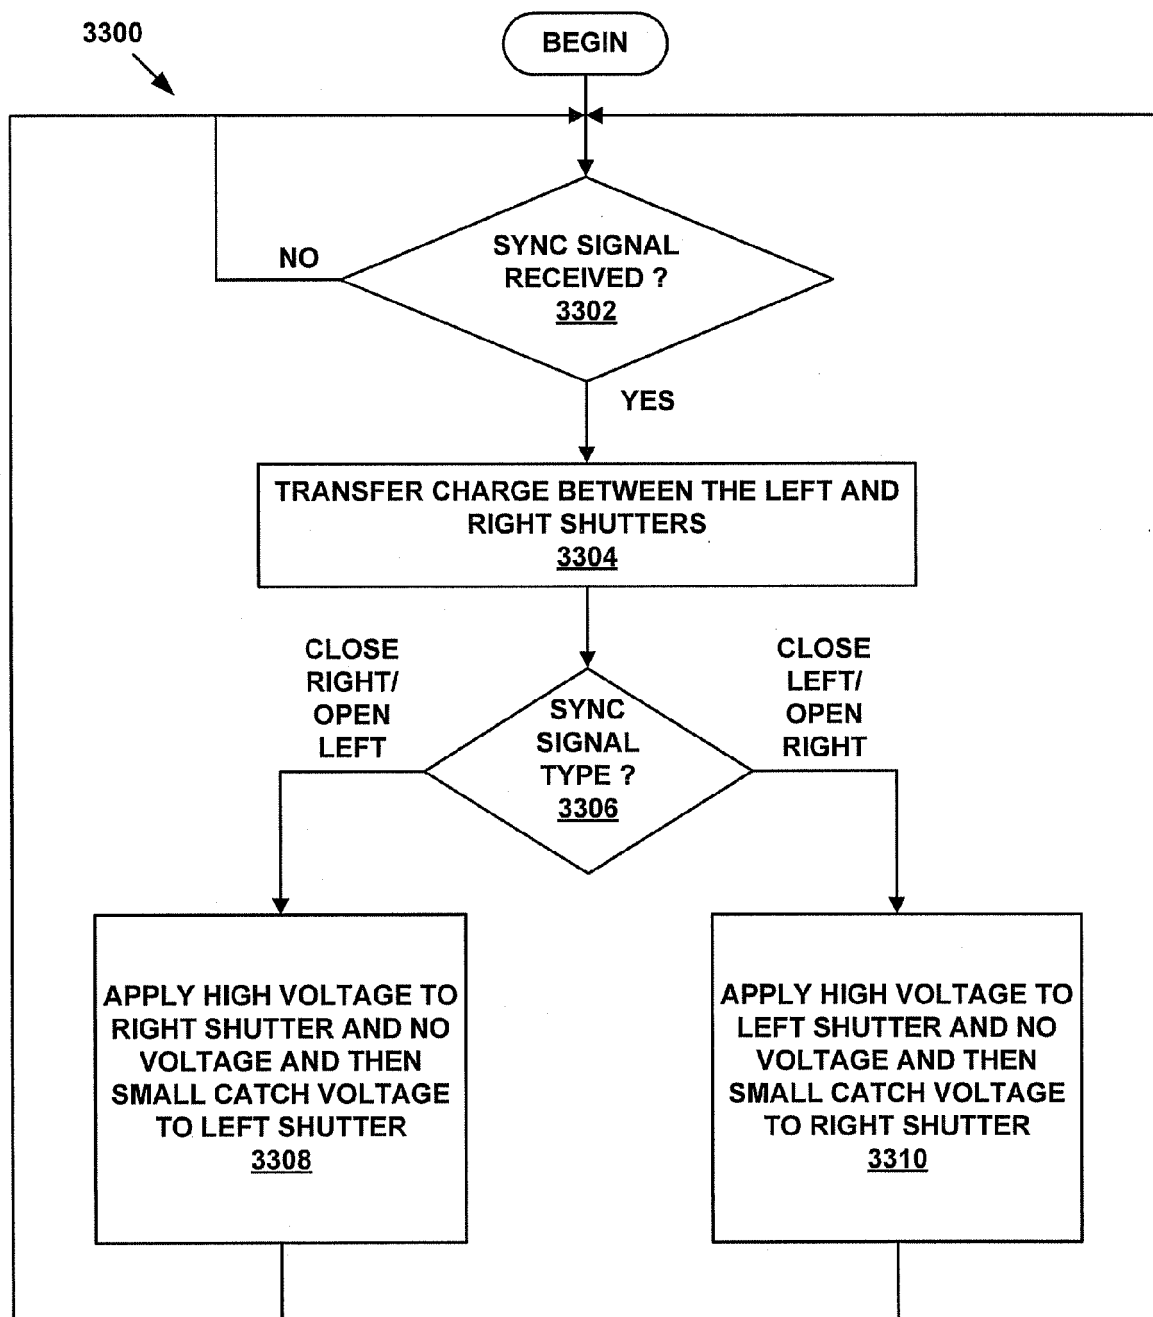 3300
BEGIN
SYNC SIGNAL
RECEIVED ?
3302
NO
YES
TRANSFER CHARGE BETWEEN THE LEFT AND
RIGHT SHUTTERS
3304
CLOSE
RIGHT/
OPEN
LEFT
CLOSE
LEFT/
OPEN
RIGHT
SYNC
SIGNAL
TYPE ?
3306
APPLY HIGH VOLTAGE TO
RIGHT SHUTTER AND NO
VOLTAGE AND THEN
SMALL CATCH VOLTAGE
TO LEFT SHUTTER
3308
APPLY HIGH VOLTAGE TO
LEFT SHUTTER AND NO
VOLTAGE AND THEN
SMALL CATCH VOLTAGE
TO RIGHT SHUTTER
3310